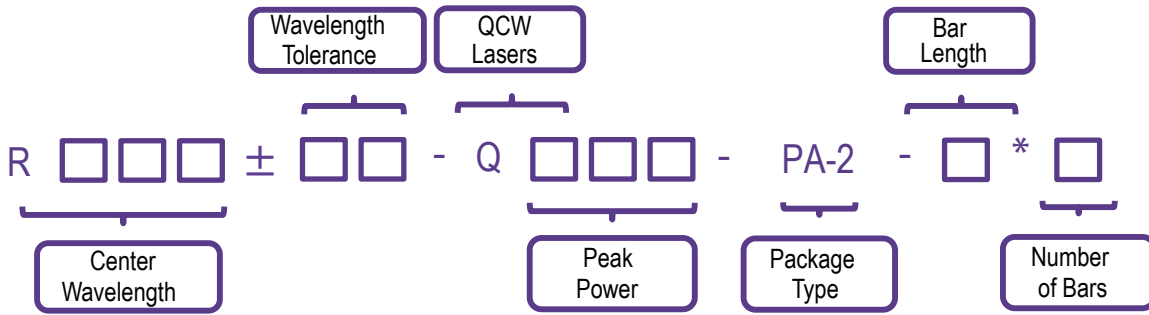 Wavelength
Tolerance
QCW
Lasers
Bar
Length
R □□□ ± □□ - Q □□□ - PA-2 - □ * □
Center
Wavelength
Peak
Power
Package
Type
Number
of Bars